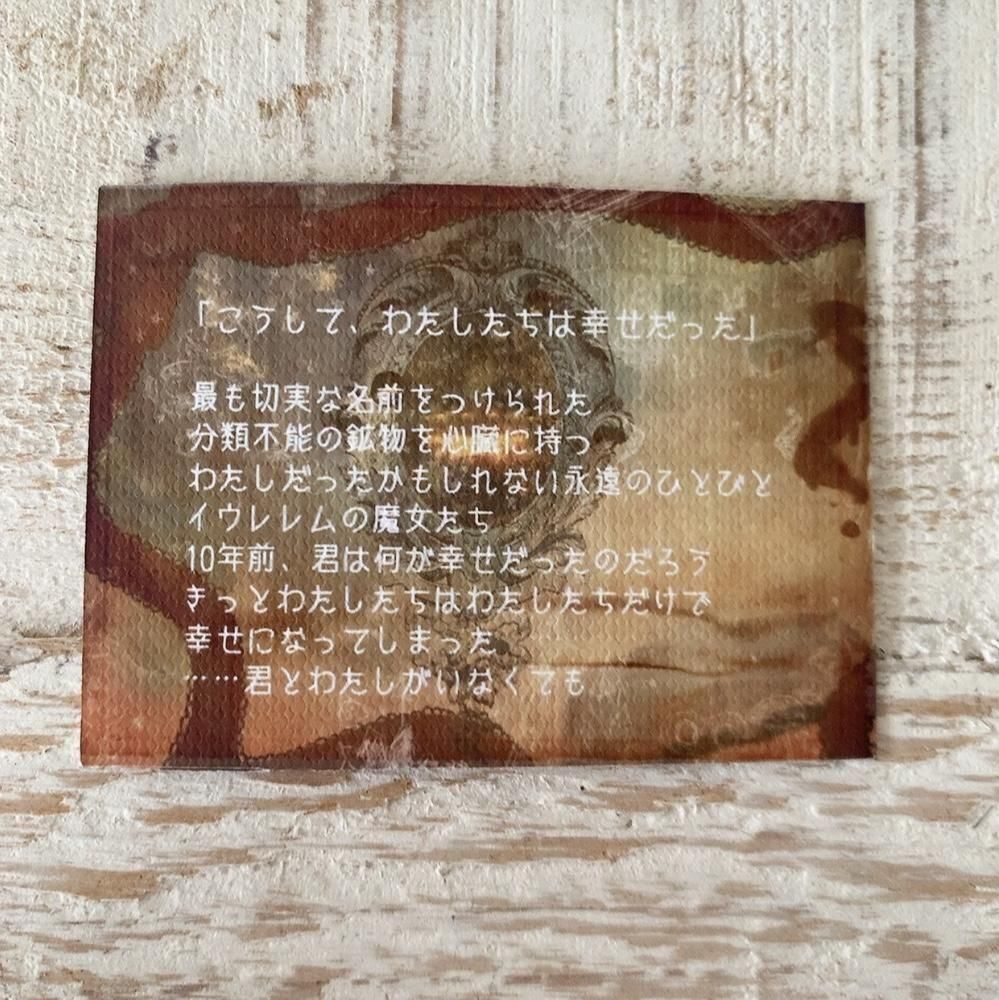 「こうして、わたしたちは幸せだった」
最も切実な名前をつけられた
分類不能の鉱物を心臓に持つ
わたしだったかもしれない永遠のひとびと
イウレレムの魔女たち
10年前、君は何が幸せだったのだろう
きっとわたしたちはわたしたちだけで
幸せになってしまった
……君とわたしがいなくても